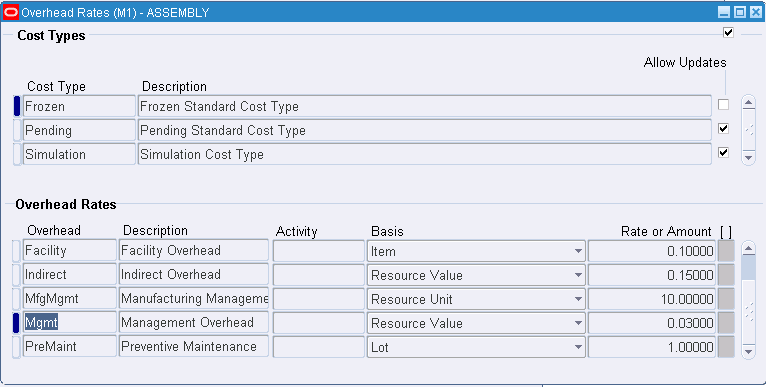 Overhead Rates (M1) - ASSEMBLY
Cost Types
Allow Updates
Cost Type Description
Frozen Frozen Standard Cost Type
Pending Pending Standard Cost Type
Simulation Simulation Cost Type
Overhead Rates
Overhead Description Activity Basis Rate or Amount [ ]
Facility Facility Overhead Item 0.10000
Indirect Indirect Overhead Resource Value 0.15000
MfgMgmt Manufacturing Manageme Resource Unit 10.00000
Mgmt Management Overhead Resource Value 0.03000
PreMaint Preventive Maintenance Lot 1.00000